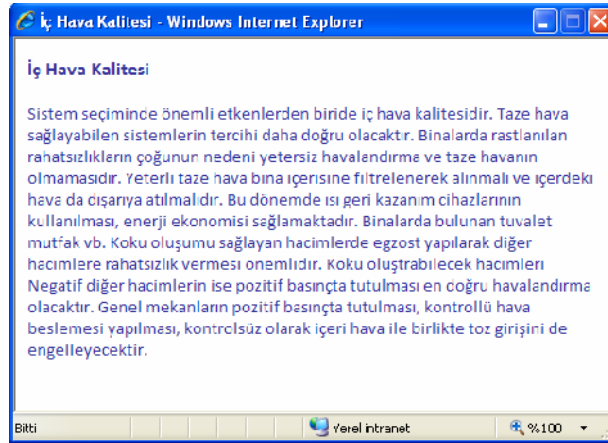 İç Hava Kalitesi - Windows Internet Explorer
İç Hava Kalitesi
Sistem seçiminde önemli etkenlerden biride iç hava kalitesidir. Taze hava
sağlayabilen sistemlerin tercihi daha doğru olacaktır. Binalarda rastlanılan
rahatsızlıkların çoğunun nedeni yetersiz havalandırma ve taze havanın
olmamasıdır. Yeterli taze hava bina içerisine filtrelenerek alınmalı ve içerdeki
hava da dışarıya atılmalıdır. Bu dönemde ısı geri kazanım cihazlarının
kullanılması, enerji ekonomisi sağlamaktadır. Binalarda bulunan tuvalet
mutfak vb. Koku oluşumu sağlayan hacimlerde egzost yapılarak diğer
hacimlere rahatsızlık vermesi önemlidir. Koku oluştrabilecek hacimleri
Negatif diğer hacimlerin ise pozitif basınçta tutulması en doğru havalandırma
olacaktır. Genel mekanların pozitif basınçta tutulması, kontrollü hava
beslemesi yapılması, kontrolsüz olarak içeri hava ile birlikte toz girişini de
engelleyecektir.
Bitti Yerel intranet %100